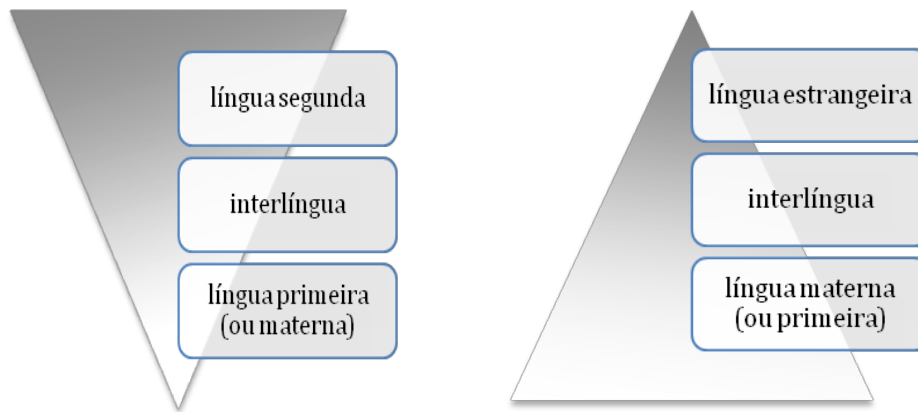 língua segunda
interlíngua
língua primeira
(ou materna)
língua estrangeira
interlíngua
língua materna
(ou primeira)